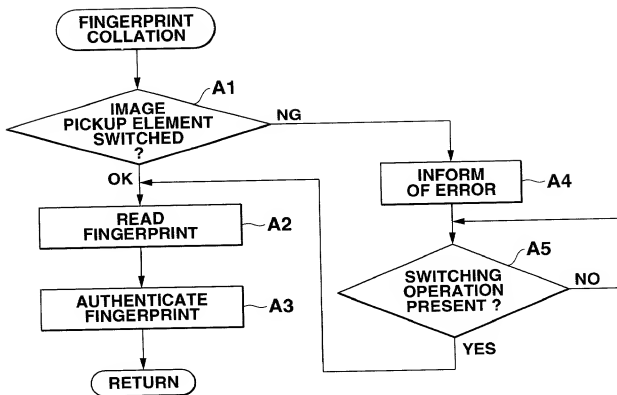 FINGERPRINT
COLLATION
A1
IMAGE
PICKUP ELEMENT
SWITCHED
?
NG
OK
INFORM
OF ERROR
A4
READ
FINGERPRINT
A2
A5
SWITCHING
OPERATION
PRESENT ?
NO
AUTHENTICATE
FINGERPRINT
A3
YES
RETURN